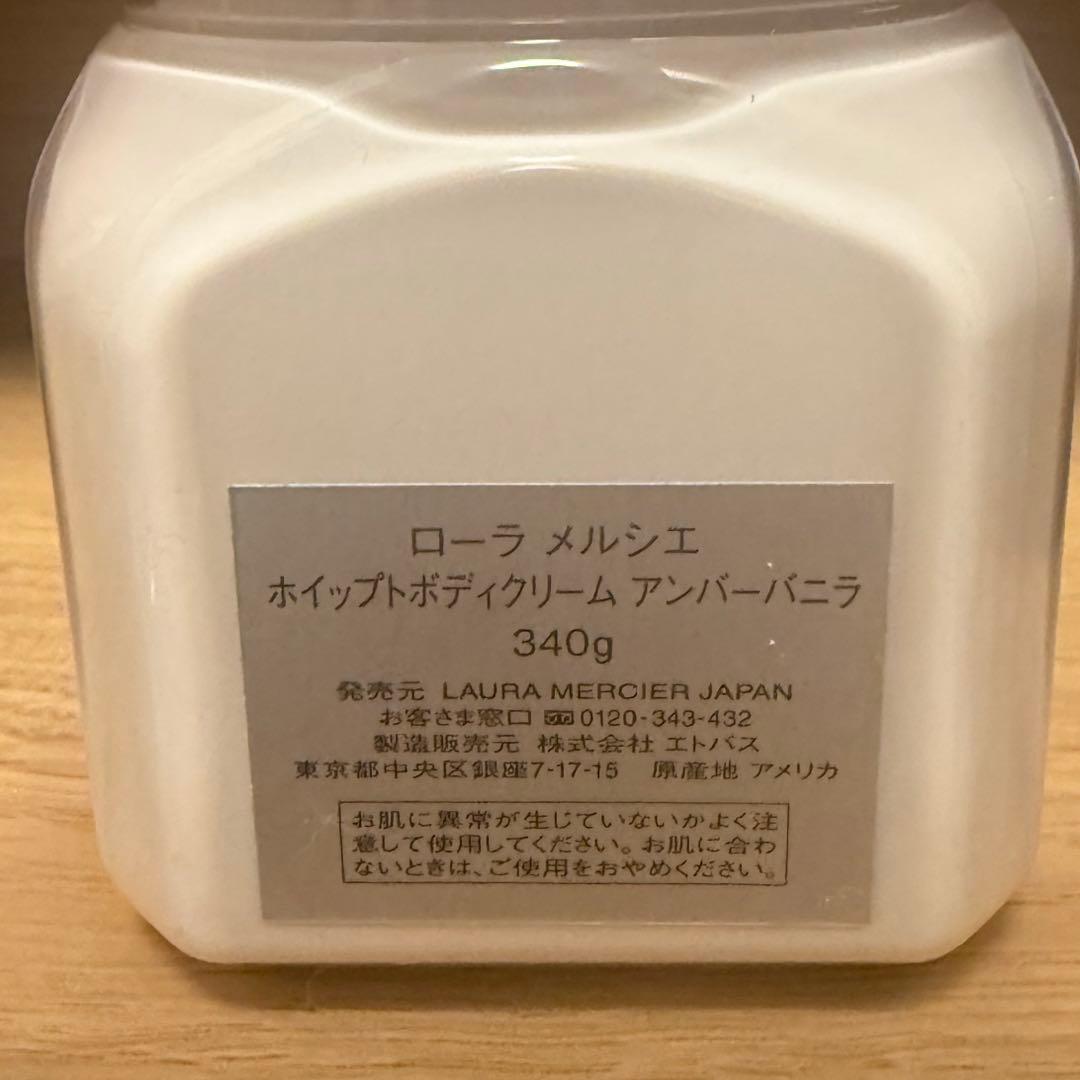 ローラ メルシエ
ホイップトボディクリーム アンバーバニラ
340g
発売元 LAURA MERCIER JAPAN
お客さま窓口 0120-343-432
製造販売元 株式会社 エトバス
東京都中央区銀座7-17-15 原産地 アメリカ
お肌に異常が生じていないかよく注
意して使用してください。お肌に合わ
ないときは、ご使用をおやめください。